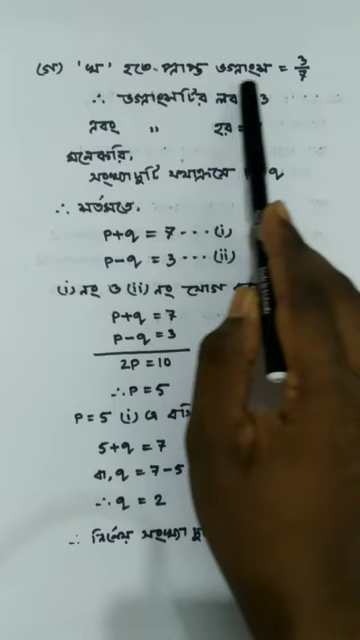 (গ) 'খ' হতে প্রাপ্ত ভগ্নাংশ = 3/7
∴ ভগ্নাংশটির লব 3
এবং " হর =
মনেকরি,
সংখ্যা দুটি যথাক্রমে q
∴ শর্তমতে,
p+q = 7 ... (i)
p-q = 3 ... (ii)
(i) নং ও (ii) নং যোগ
p+q = 7
p-q = 3
2p = 10
∴ p = 5
p = 5 (i) এ
5+q = 7
বা, q = 7-5
∴ q = 2
∴ নির্ণেয় সংখ্যা